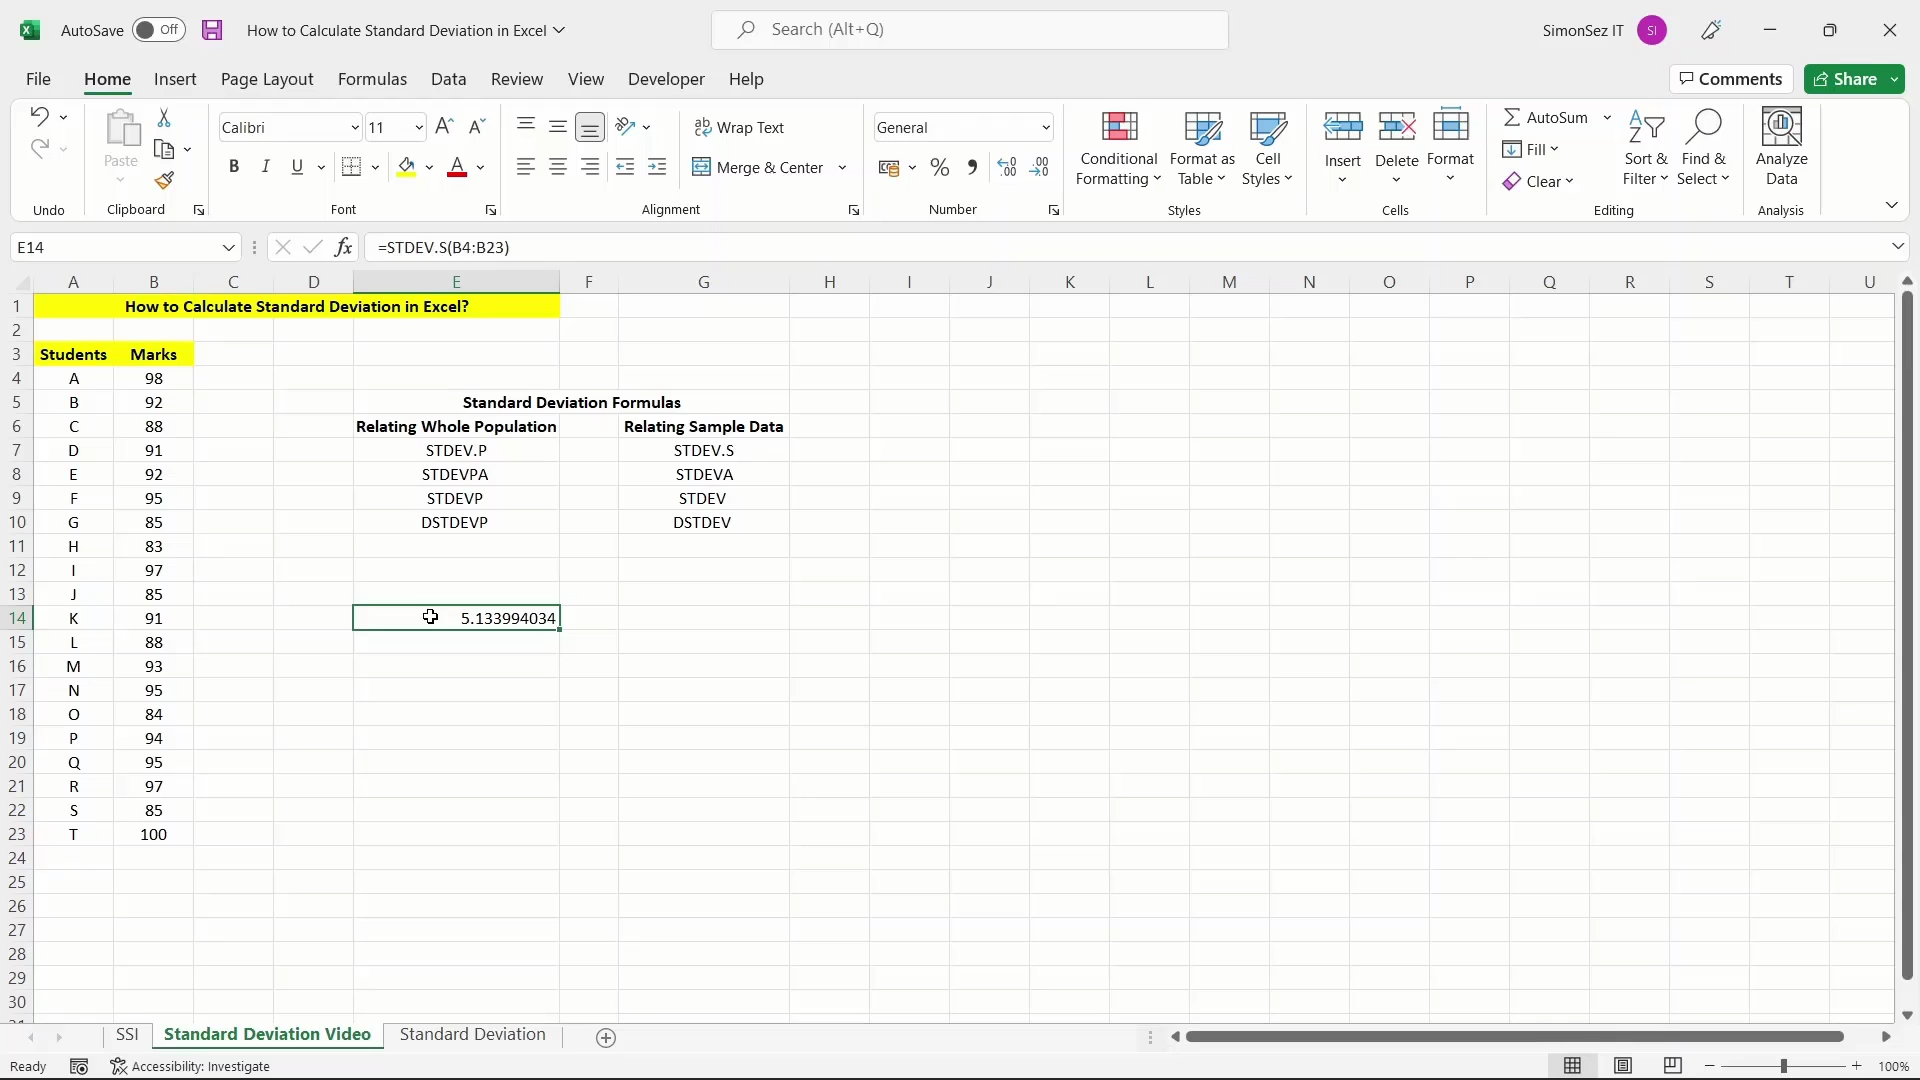 AutoSave Off How to Calculate Standard Deviation in Excel Search (Alt+Q) SimonSez IT SI
File Home Insert Page Layout Formulas Data Review View Developer Help Comments Share
Paste
Calibri 11
B I U A
Wrap Text
Merge & Center
General
% ,
Conditional Formatting
Format as Table
Cell Styles
Insert Delete Format
AutoSum
Fill
Clear
Sort & Filter
Find & Select
Analyze Data
Undo Clipboard Font Alignment Number Styles Cells Editing Analysis
E14 fx =STDEV.S(B4:B23)
A B C D E F G H I J K L M N O P Q R S T U
1 How to Calculate Standard Deviation in Excel?
2
3 Students Marks
4 A 98
5 B 92 Standard Deviation Formulas
6 C 88 Relating Whole Population Relating Sample Data
7 D 91 STDEV.P STDEV.S
8 E 92 STDEVPA STDEVA
9 F 95 STDEVP STDEV
10 G 85 DSTDEVP DSTDEV
11 H 83
12 I 97
13 J 85
14 K 91 5.133994034
15 L 88
16 M 93
17 N 95
18 O 84
19 P 94
20 Q 95
21 R 97
22 S 85
23 T 100
24
25
26
27
28
29
30
SSI Standard Deviation Video Standard Deviation
Ready Accessibility: Investigate 100%